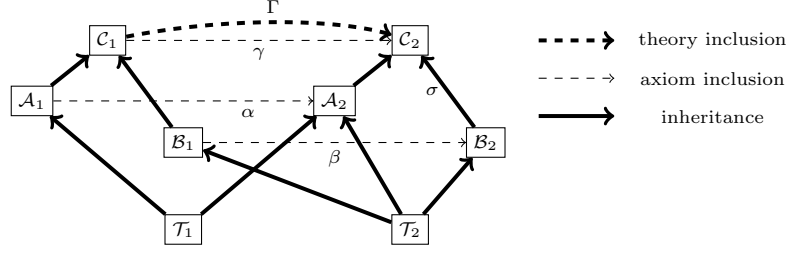 Γ
𝒞₁
𝒞₂
γ
theory inclusion
axiom inclusion
𝒜₁
𝒜₂
σ
α
inheritance
ℬ₁
ℬ₂
β
𝒯₁
𝒯₂